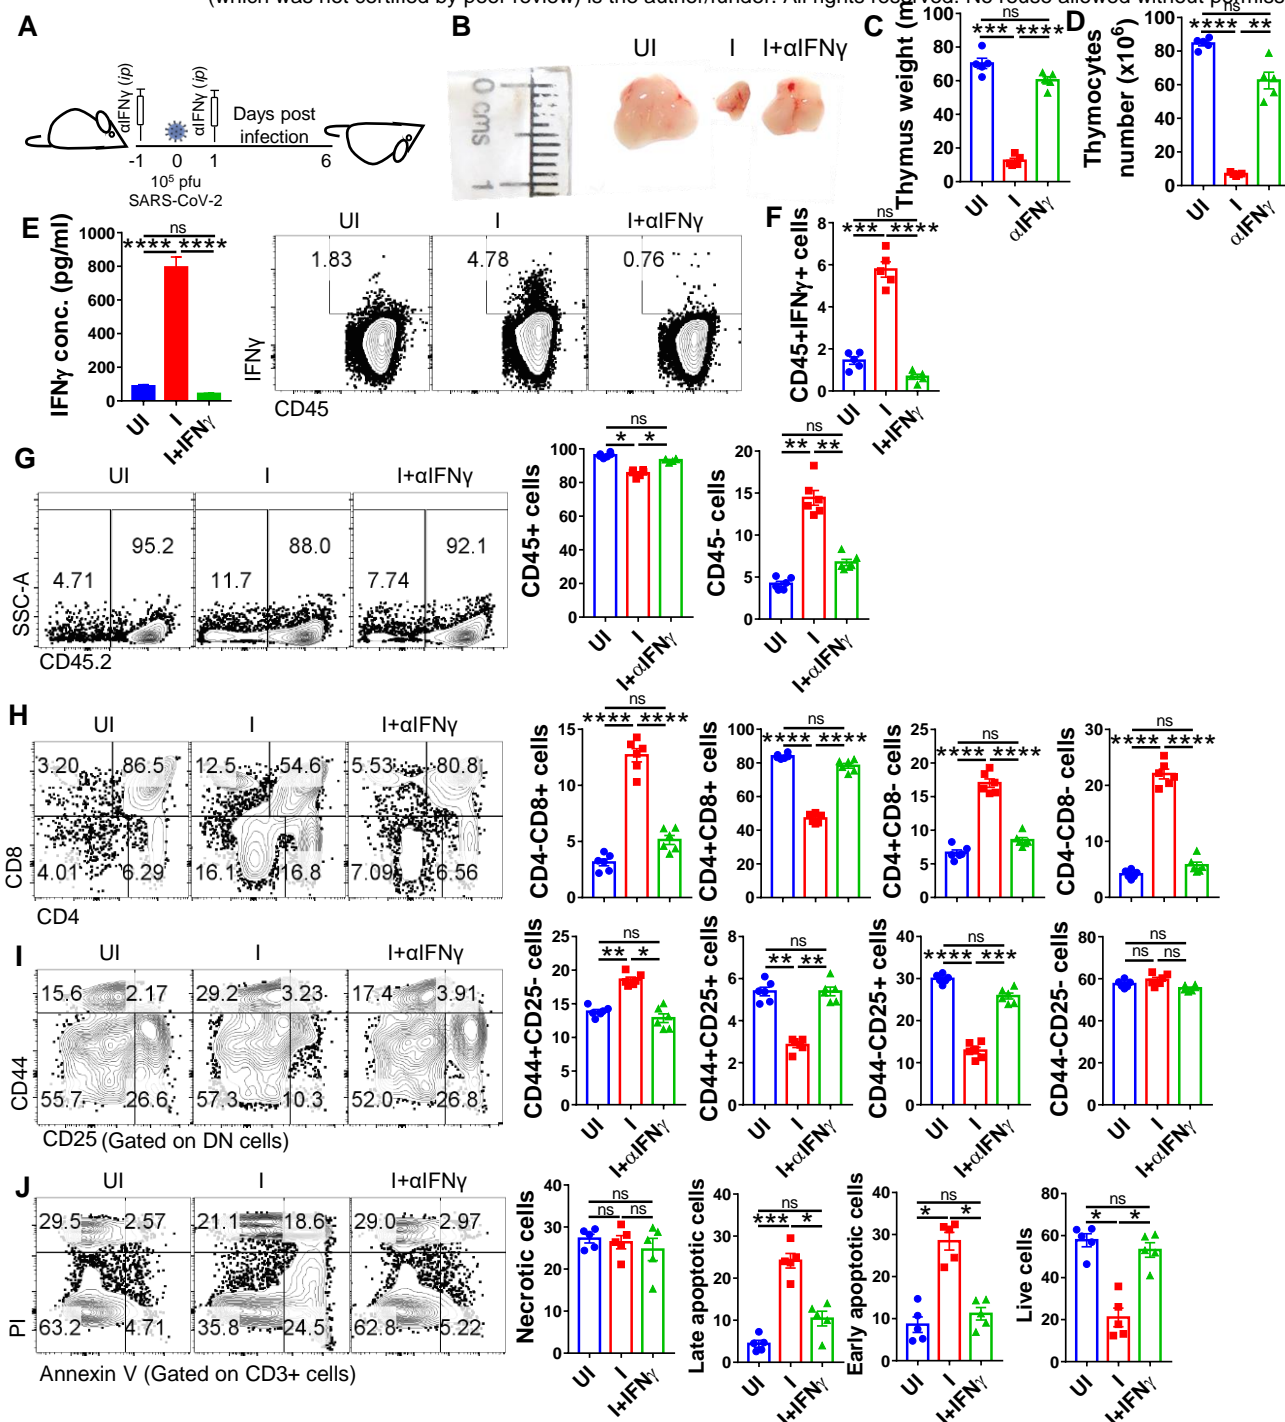 (which was not certified by peer review) is the author/funder. All rights reserved. No reuse allowed without permiss
A
αIFNγ (ip)
αIFNγ (ip)
Days post
infection
-1 0 1 6
10⁵ pfu
SARS-CoV-2
B
UI I I+αIFNγ
0 cms 1
C
Thymus weight (m
100
80
60
40
20
0
ns
*** ****
UI I αIFNγ
D
Thymocytes
number (x10⁶)
100
80
60
40
20
0
ns
**** **
UI I αIFNγ
E
IFNγ conc. (pg/ml)
1000
800
600
400
200
0
ns
**** ****
UI I I+IFNγ
UI I I+αIFNγ
1.83 4.78 0.76
IFNγ
CD45
F
CD45+IFNγ+ cells
8
6
4
2
0
ns
*** ****
UI I I+αIFNγ
G
UI I I+αIFNγ
95.2 88.0 92.1
4.71 11.7 7.74
SSC-A
CD45.2
CD45+ cells
100
80
60
40
20
0
ns
* *
UI I I+αIFNγ
CD45- cells
20
15
10
5
0
ns
** **
UI I I+αIFNγ
H
UI I I+αIFNγ
3.20 86.5 12.5 54.6 5.53 80.8
4.01 6.29 16.1 16.8 7.09 6.56
CD8
CD4
CD4-CD8+ cells
15
10
5
0
ns
**** ****
CD4+CD8+ cells
100
80
60
40
20
0
ns
**** ****
CD4+CD8- cells
25
20
15
10
5
0
ns
**** ****
CD4-CD8- cells
30
20
10
0
ns
**** ****
I
UI I I+αIFNγ
15.6 2.17 29.2 3.23 17.4 3.91
55.7 26.6 57.3 10.3 52.0 26.8
CD44
CD25 (Gated on DN cells)
CD44+CD25- cells
25
20
15
10
5
0
ns
** *
UI I I+αIFNγ
CD44+CD25+ cells
8
6
4
2
0
ns
** **
UI I I+αIFNγ
CD44-CD25+ cells
40
30
20
10
0
ns
**** ***
UI I I+αIFNγ
CD44-CD25- cells
80
60
40
20
0
ns
ns ns
UI I I+αIFNγ
J
UI I I+αIFNγ
29.5 2.57 21.1 18.6 29.0 2.97
63.2 4.71 35.8 24.5 62.8 5.22
PI
Annexin V (Gated on CD3+ cells)
Necrotic cells
40
30
20
10
0
ns
ns ns
UI I I+IFNγ
Late apoptotic cells
40
30
20
10
0
ns
*** *
UI I I+IFNγ
Early apoptotic cells
40
30
20
10
0
ns
* *
UI I I+IFNγ
Live cells
80
60
40
20
0
ns
* *
UI I I+IFNγ